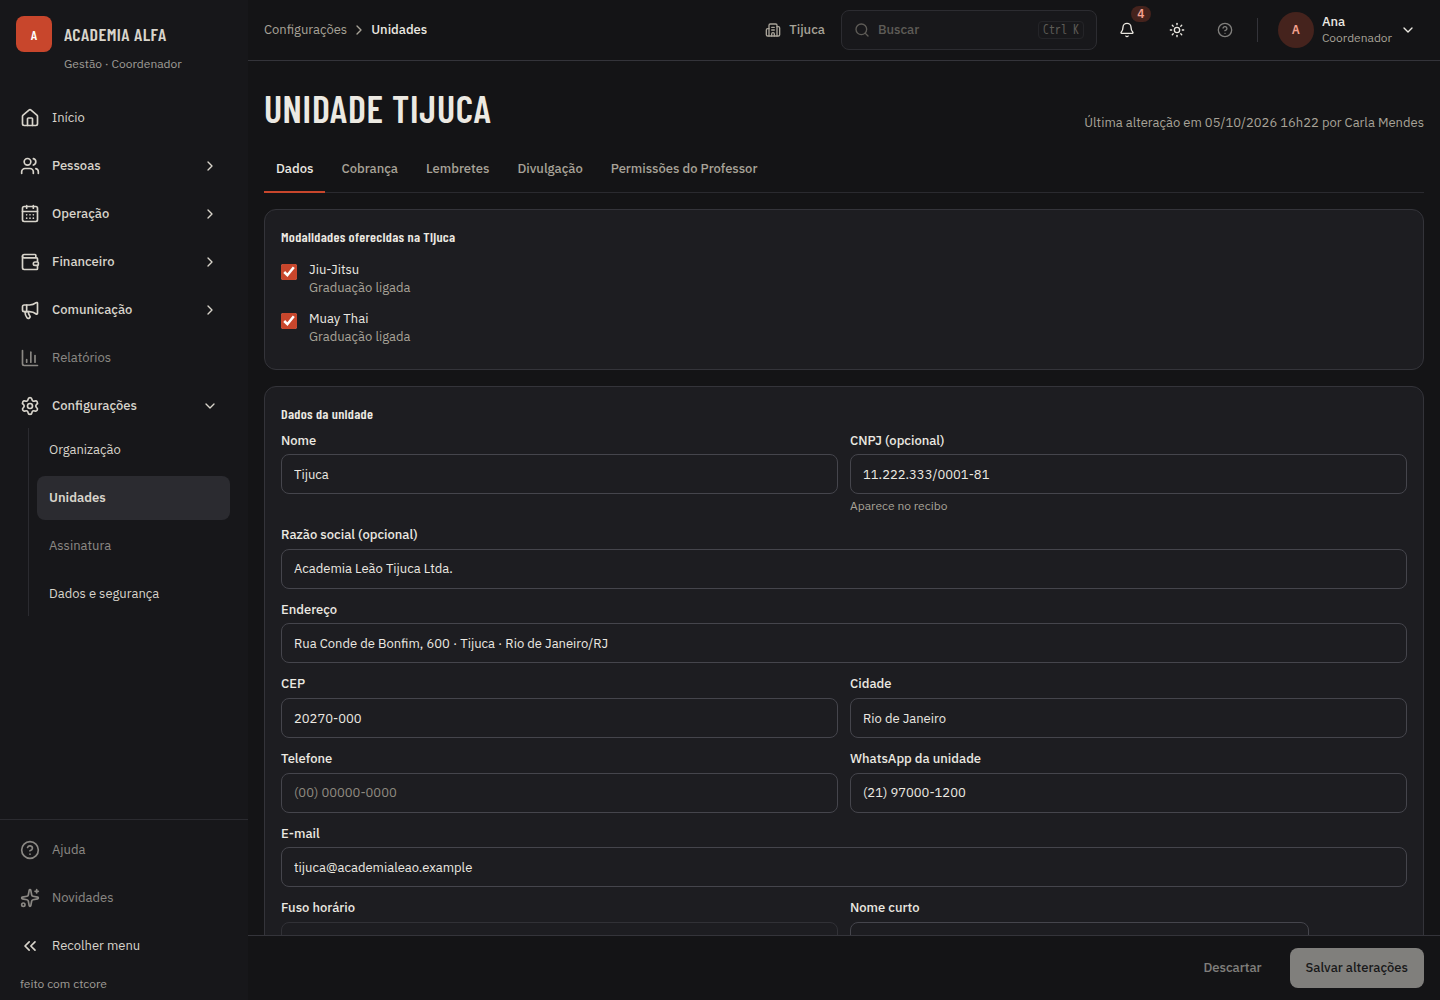 A
ACADEMIA ALFA
Gestão · Coordenador
Início
Pessoas
Operação
Financeiro
Comunicação
Relatórios
Configurações
Organização
Unidades
Assinatura
Dados e segurança
Ajuda
Novidades
Recolher menu
feito com ctcore
Configurações > Unidades
Tijuca
Buscar
Ctrl K
4
A
Ana
Coordenador
UNIDADE TIJUCA
Última alteração em 05/10/2026 16h22 por Carla Mendes
Dados
Cobrança
Lembretes
Divulgação
Permissões do Professor
Modalidades oferecidas na Tijuca
Jiu-Jitsu
Graduação ligada
Muay Thai
Graduação ligada
Dados da unidade
Nome
CNPJ (opcional)
Tijuca
11.222.333/0001-81
Aparece no recibo
Razão social (opcional)
Academia Leão Tijuca Ltda.
Endereço
Rua Conde de Bonfim, 600 · Tijuca · Rio de Janeiro/RJ
CEP
Cidade
20270-000
Rio de Janeiro
Telefone
WhatsApp da unidade
(00) 00000-0000
(21) 97000-1200
E-mail
tijuca@academialeao.example
Fuso horário
Nome curto
Descartar
Salvar alterações